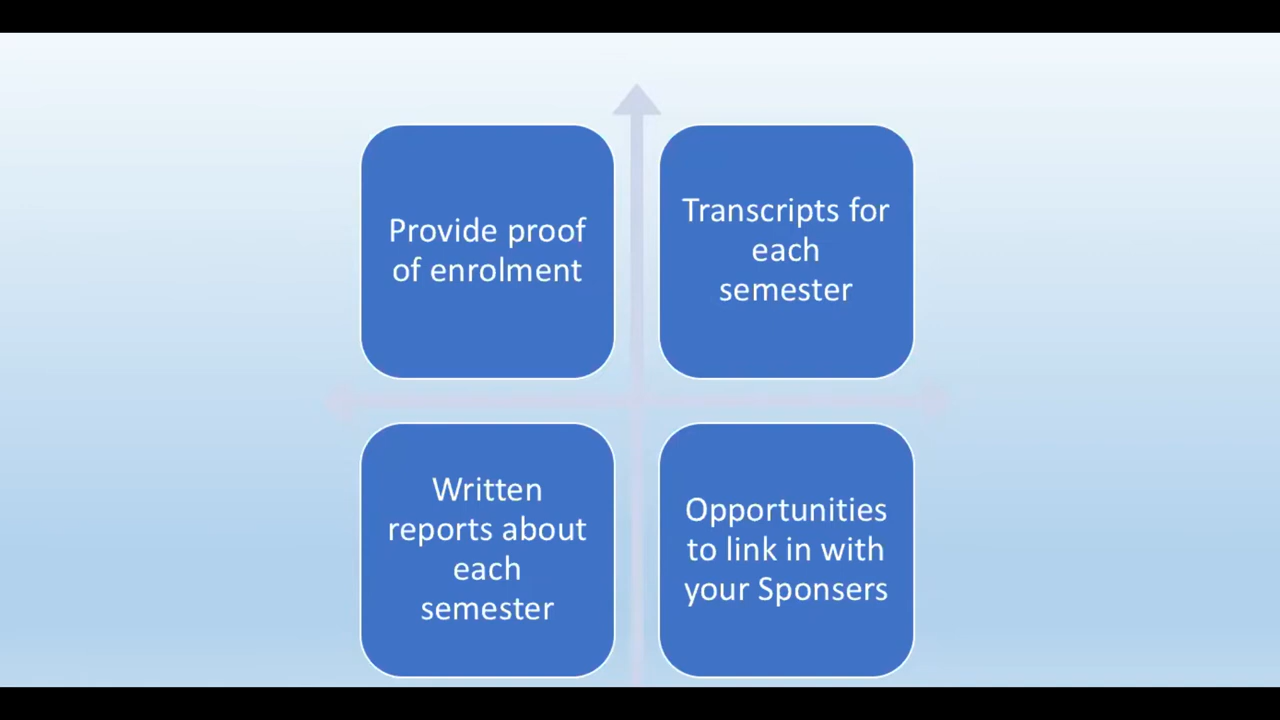 Provide proof
of enrolment
Transcripts for
each
semester
Written
reports about
each
semester
Opportunities
to link in with
your Sponsers